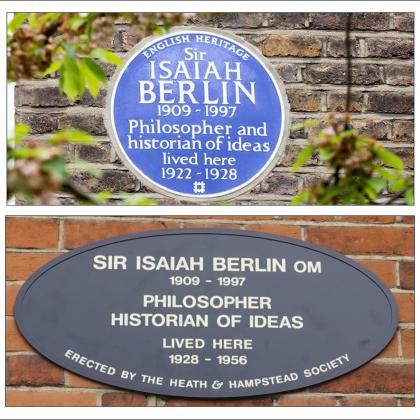 ENGLISH HERITAGE
Sir
ISAIAH
BERLIN
1909 - 1997
Philosopher and
historian of ideas
lived here
1922 - 1928
SIR ISAIAH BERLIN OM
1909 - 1997
PHILOSOPHER
HISTORIAN OF IDEAS
LIVED HERE
1928 - 1956
ERECTED BY THE HEATH & HAMPSTEAD SOCIETY